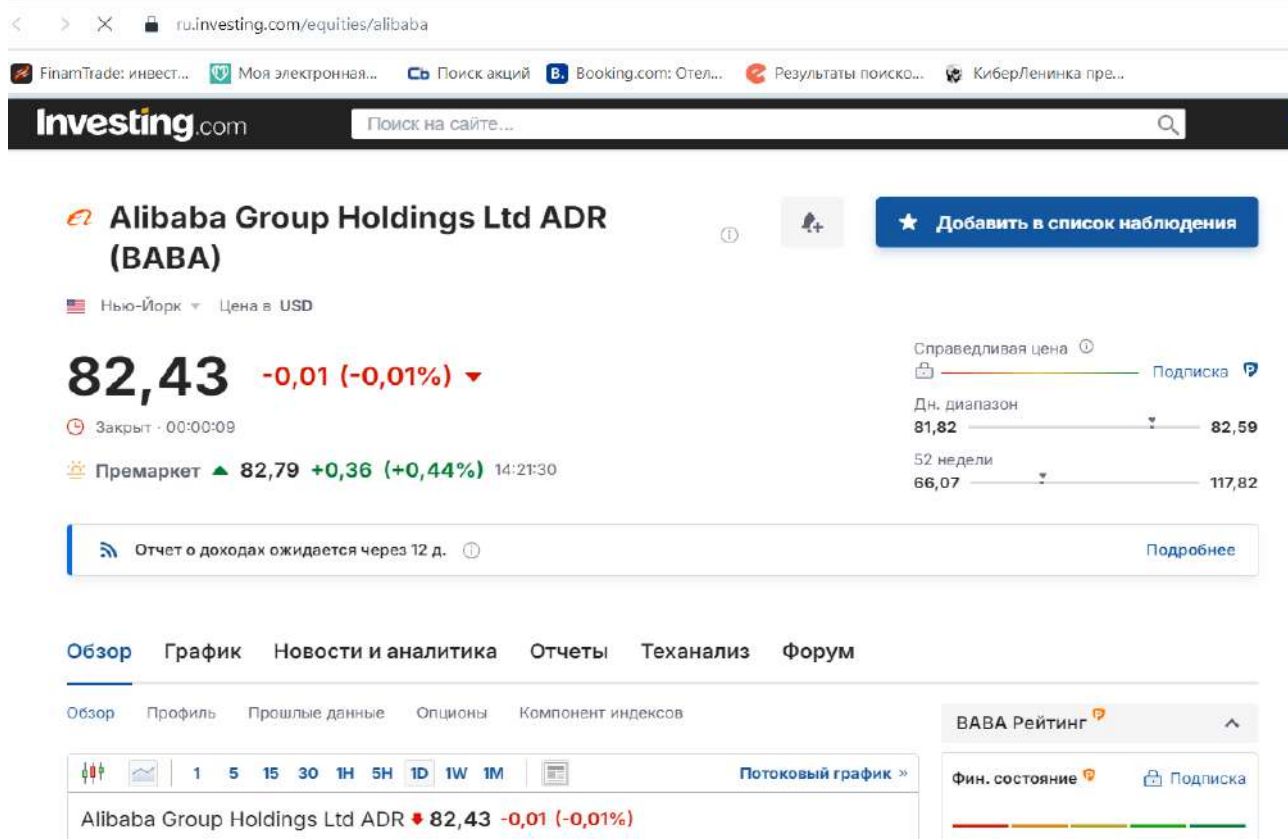 ru.investing.com/equities/alibaba
FinamTrade: инвест... Моя электронная... Сь Поиск акций B. Booking.com: Отел... Результаты поиско... КиберЛенинка пре...
Investing.com Поиск на сайте...
Alibaba Group Holdings Ltd ADR
(BABA)
Добавить в список наблюдения
Нью-Йорк Цена в USD
82,43 -0,01 (-0,01%)
Закрыт · 00:00:09
Премаркет 82,79 +0,36 (+0,44%) 14:21:30
Справедливая цена
Подписка
Дн. диапазон
81,82 82,59
52 недели
66,07 117,82
Отчет о доходах ожидается через 12 д. Подробнее
Обзор График Новости и аналитика Отчеты Теханализ Форум
Обзор Профиль Прошлые данные Опционы Компонент индексов
BABA Рейтинг
1 5 15 30 1H 5H 1D 1W 1M Потоковый график »
Фин. состояние Подписка
Alibaba Group Holdings Ltd ADR 82,43 -0,01 (-0,01%)